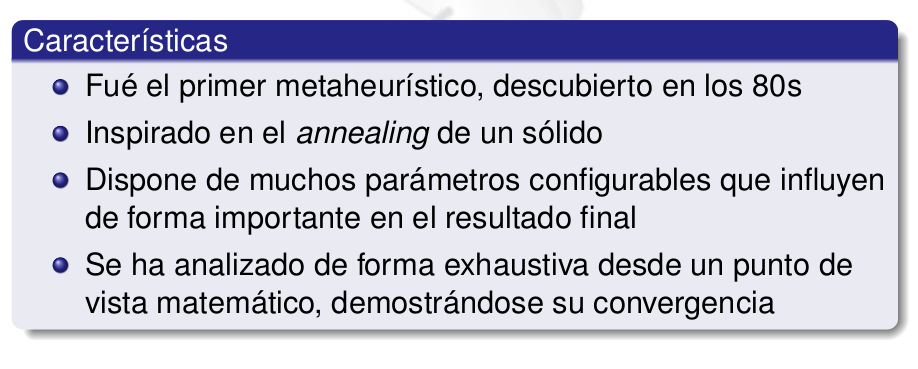 Características
Fué el primer metaheurístico, descubierto en los 80s
Inspirado en el annealing de un sólido
Dispone de muchos parámetros configurables que influyen
de forma importante en el resultado final
Se ha analizado de forma exhaustiva desde un punto de
vista matemático, demostrándose su convergencia